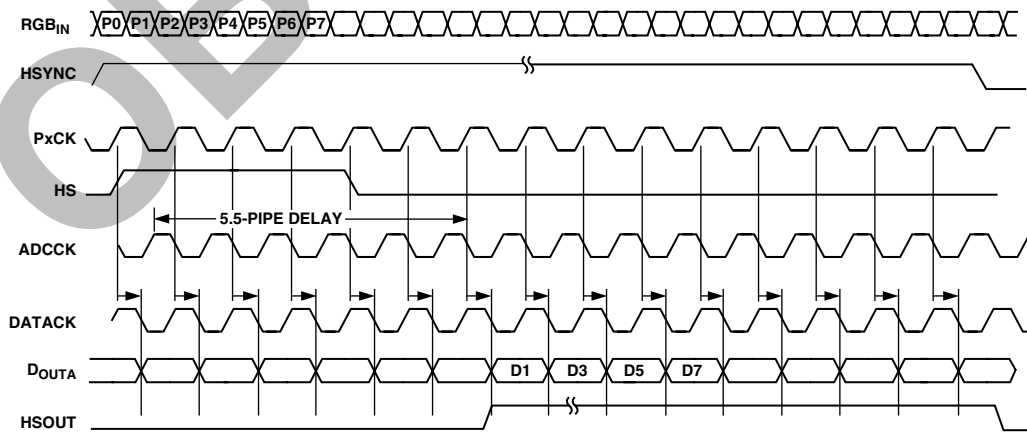 RGBIN P0 P1 P2 P3 P4 P5 P6 P7
HSYNC
PxCK
HS
5.5-PIPE DELAY
ADCCK
DATACK
DOUTA D1 D3 D5 D7
HSOUT